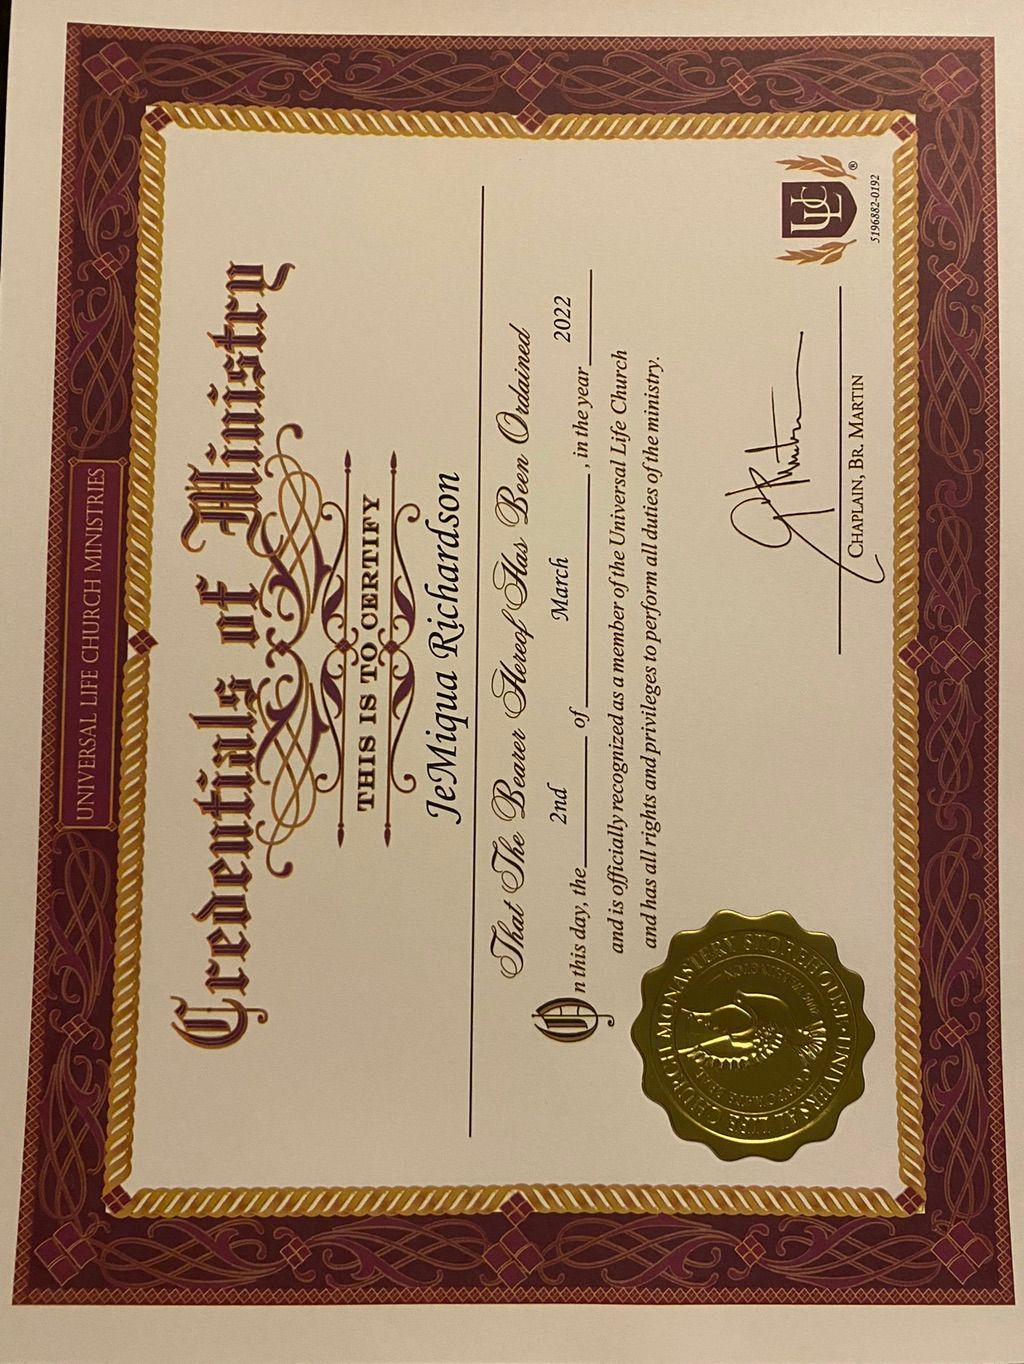 UNIVERSAL LIFE CHURCH MINISTRIES
Credentials of Ministry
THIS IS TO CERTIFY
JeMiqua Richardson
That The Bearer Hereof Has Been Ordained
On this day, the 2nd of March, in the year 2022
and is officially recognized as a member of the Universal Life Church
and has all rights and privileges to perform all duties of the ministry.
CHAPLAIN, BR. MARTIN
ULC®
5196882-0192
UNIVERSAL LIFE CHURCH MONASTERY STOREHOUSE